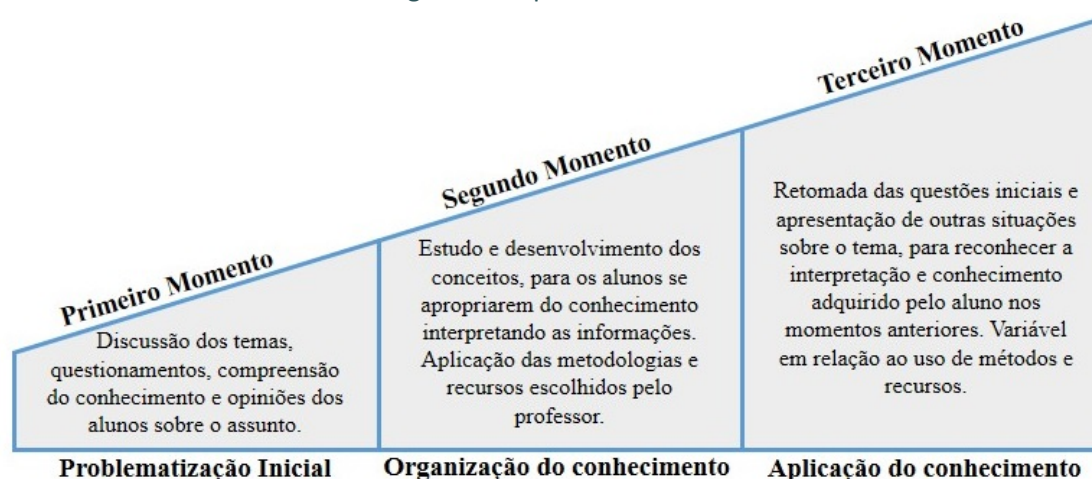 Primeiro Momento
Discussão dos temas,
questionamentos, compreensão
do conhecimento e opiniões dos
alunos sobre o assunto.
Problematização Inicial
Segundo Momento
Estudo e desenvolvimento dos
conceitos, para os alunos se
apropriarem do conhecimento
interpretando as informações.
Aplicação das metodologias e
recursos escolhidos pelo
professor.
Organização do conhecimento
Terceiro Momento
Retomada das questões iniciais e
apresentação de outras situações
sobre o tema, para reconhecer a
interpretação e conhecimento
adquirido pelo aluno nos
momentos anteriores. Variável
em relação ao uso de métodos e
recursos.
Aplicação do conhecimento